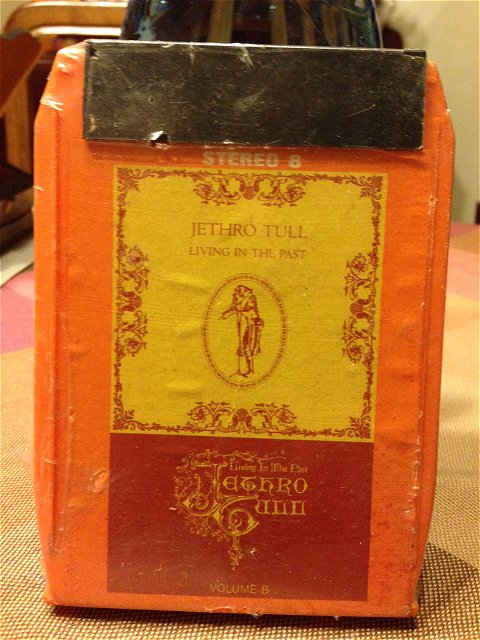 STEREO 8
JETHRO TULL
LIVING IN THE PAST
Living In The Past
JETHRO
TULL
VOLUME B